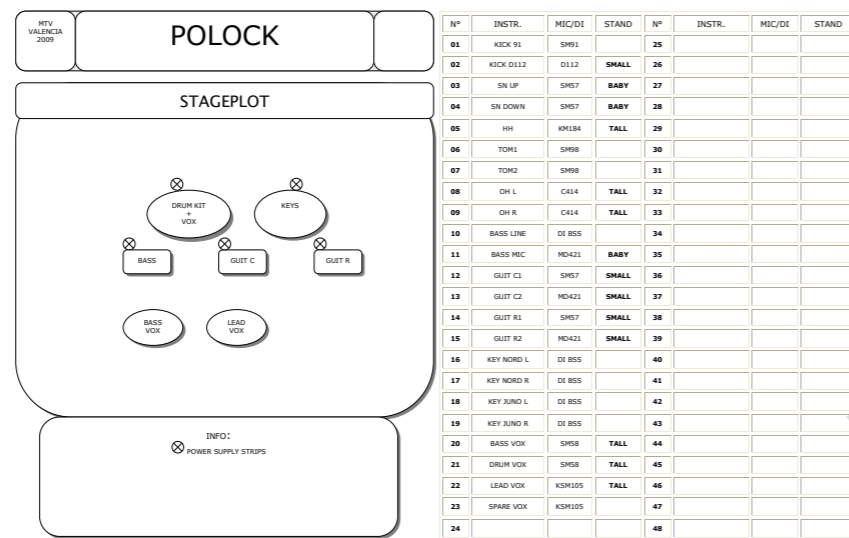 MTV
VALENCIA
2009
POLOCK
STAGEPLOT
DRUM KIT
+
VOX
KEYS
BASS
GUIT C
GUIT R
BASS
VOX
LEAD
VOX
INFO:
POWER SUPPLY STRIPS
Nº INSTR. MIC/DI STAND Nº INSTR. MIC/DI STAND
01 KICK 91 SM91 25
02 KICK D112 D112 SMALL 26
03 SN UP SM57 BABY 27
04 SN DOWN SM57 BABY 28
05 HH KM184 TALL 29
06 TOM1 SM98 30
07 TOM2 SM98 31
08 OH L C414 TALL 32
09 OH R C414 TALL 33
10 BASS LINE DI BSS 34
11 BASS MIC MD421 BABY 35
12 GUIT C1 SM57 SMALL 36
13 GUIT C2 MD421 SMALL 37
14 GUIT R1 SM57 SMALL 38
15 GUIT R2 MD421 SMALL 39
16 KEY NORD L DI BSS 40
17 KEY NORD R DI BSS 41
18 KEY JUNO L DI BSS 42
19 KEY JUNO R DI BSS 43
20 BASS VOX SM58 TALL 44
21 DRUM VOX SM58 TALL 45
22 LEAD VOX KSM105 TALL 46
23 SPARE VOX KSM105 47
24 48